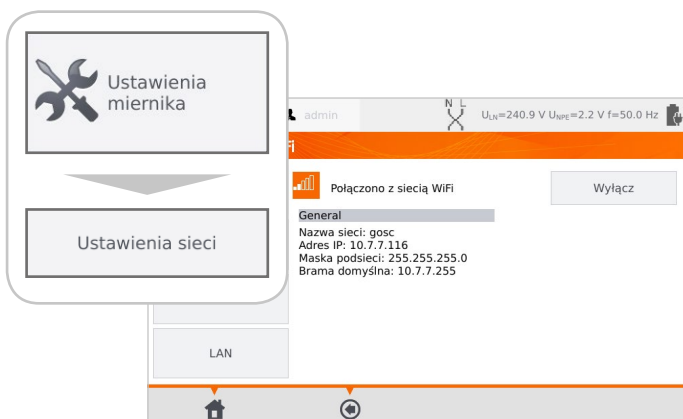 Ustawienia
miernika
Ustawienia sieci
admin
N L
ULN=240.9 V UNPE=2.2 V f=50.0 Hz
Połączono z siecią WiFi
Wyłącz
General
Nazwa sieci: gosc
Adres IP: 10.7.7.116
Maska podsieci: 255.255.255.0
Brama domyślna: 10.7.7.255
LAN